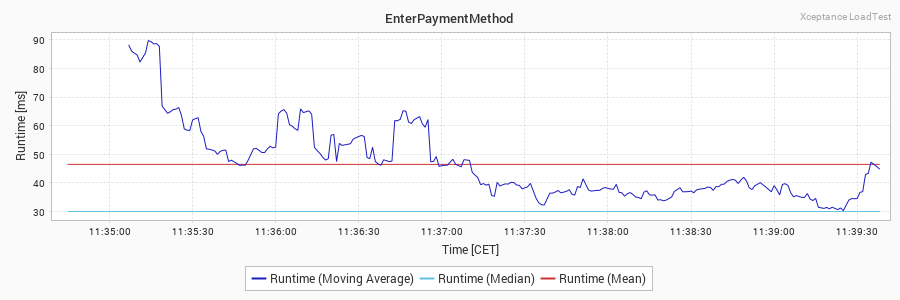 EnterPaymentMethod
Xceptance LoadTest
Runtime [ms]
90
80
70
60
50
40
30
11:35:00 11:35:30 11:36:00 11:36:30 11:37:00 11:37:30 11:38:00 11:38:30 11:39:00 11:39:30
Time [CET]
Runtime (Moving Average) Runtime (Median) Runtime (Mean)